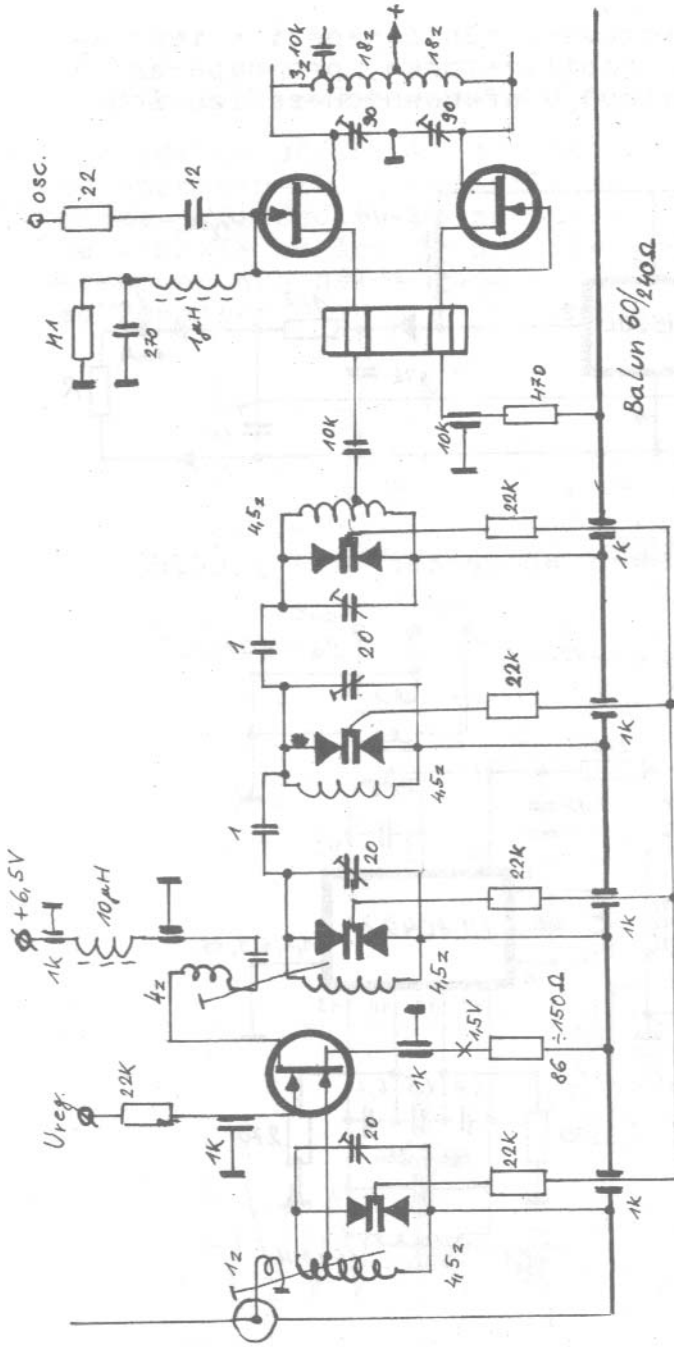 osc.
22
12
M1
270
1µH
3z
10k
18z
+
18z
90
90
10k
10k
470
Balun 60/240Ω
4,5z
22k
1k
1
20
22k
1k
4,5z
1
20
22k
1k
4,5z
+6,5V
1k
10µH
4z
1k
1,5V
86 ÷150Ω
Ureg.
22k
1k
20
22k
1k
1z
4,5z